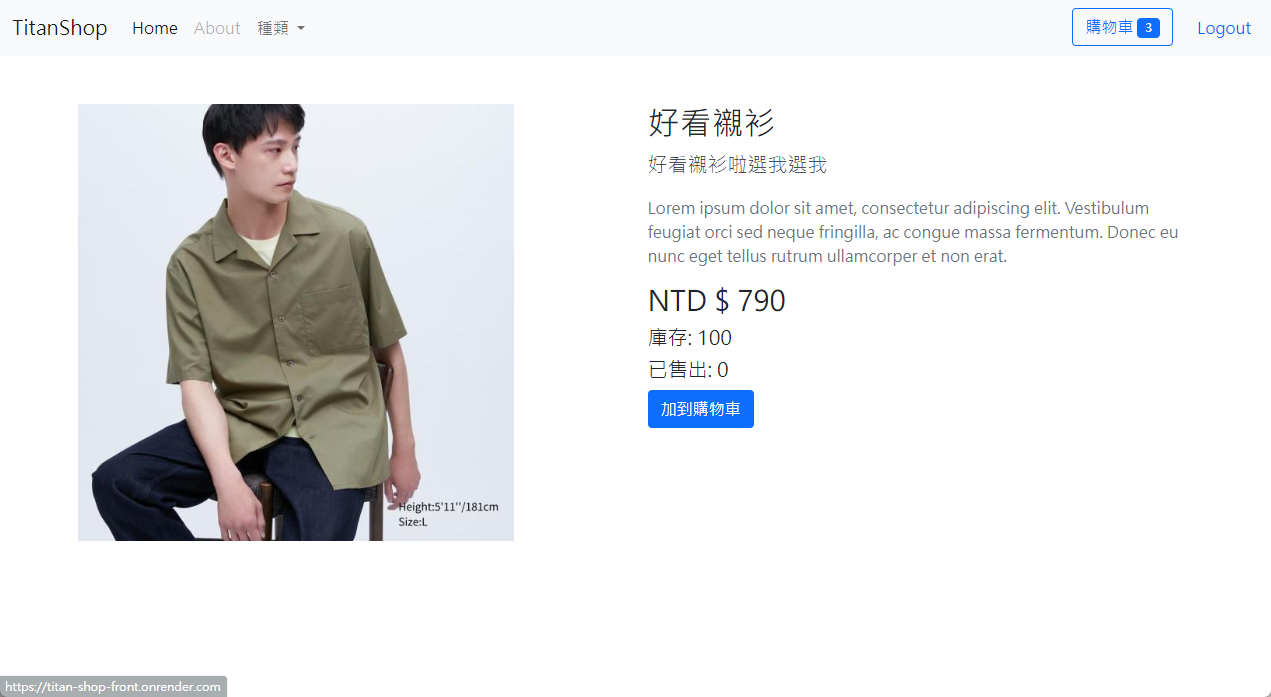 TitanShop Home About 種類 購物車 3 Logout
好看襯衫
好看襯衫啦選我選我
Lorem ipsum dolor sit amet, consectetur adipiscing elit. Vestibulum
feugiat orci sed neque fringilla, ac congue massa fermentum. Donec eu
nunc eget tellus rutrum ullamcorper et non erat.
NTD $ 790
庫存: 100
已售出: 0
加到購物車
Height:5'11''/181cm
Size:L
https://titan-shop-front.onrender.com